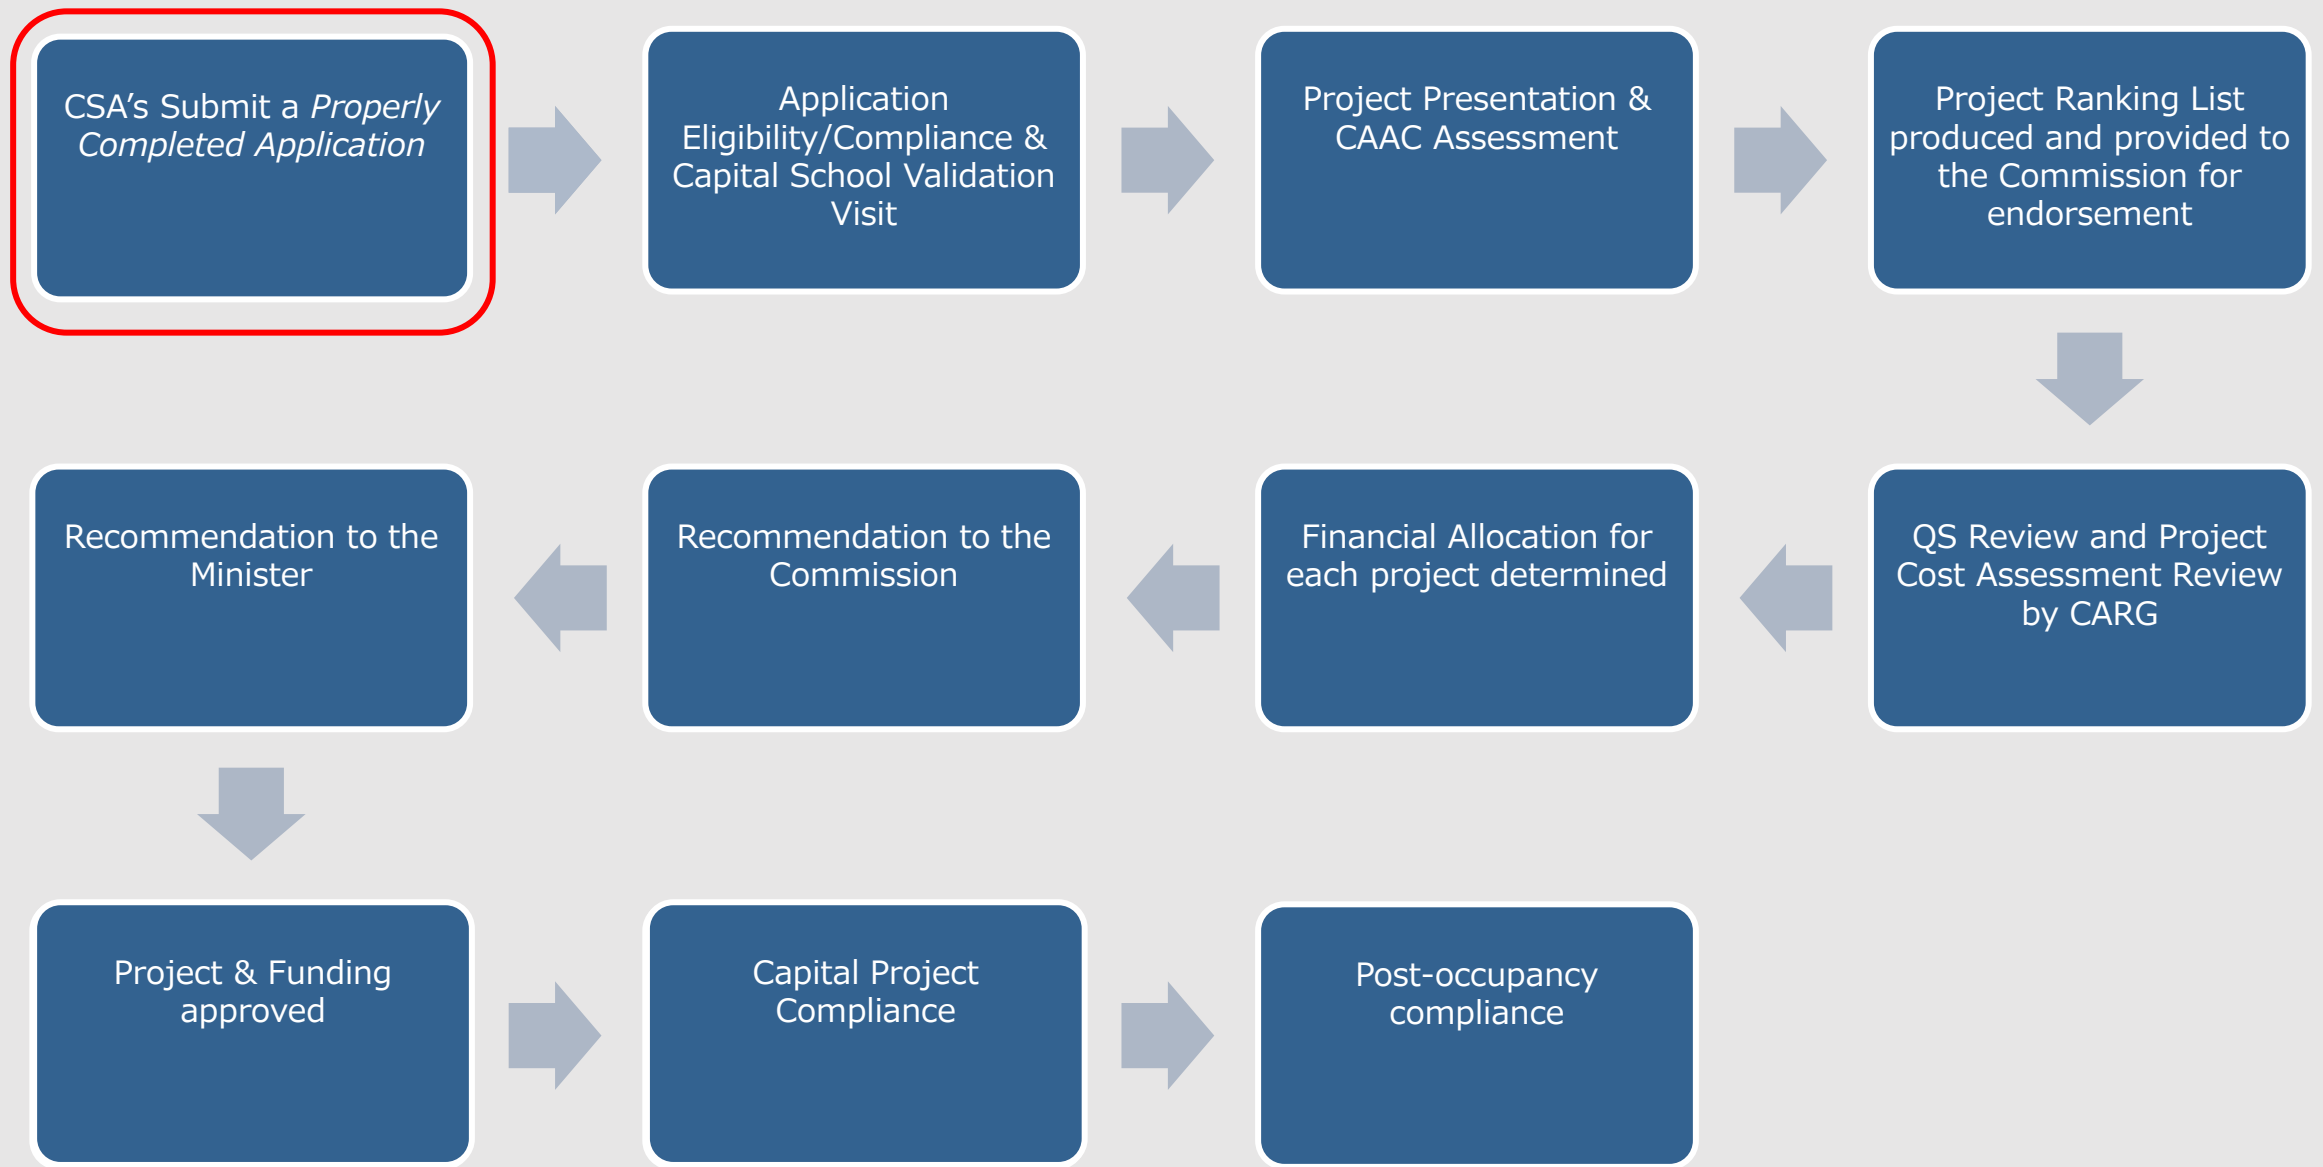 CSA’s Submit a Properly
Completed Application
Application
Eligibility/Compliance &
Capital School Validation
Visit
Project Presentation &
CAAC Assessment
Project Ranking List
produced and provided to
the Commission for
endorsement
QS Review and Project
Cost Assessment Review
by CARG
Financial Allocation for
each project determined
Recommendation to the
Commission
Recommendation to the
Minister
Project & Funding
approved
Capital Project
Compliance
Post-occupancy
compliance